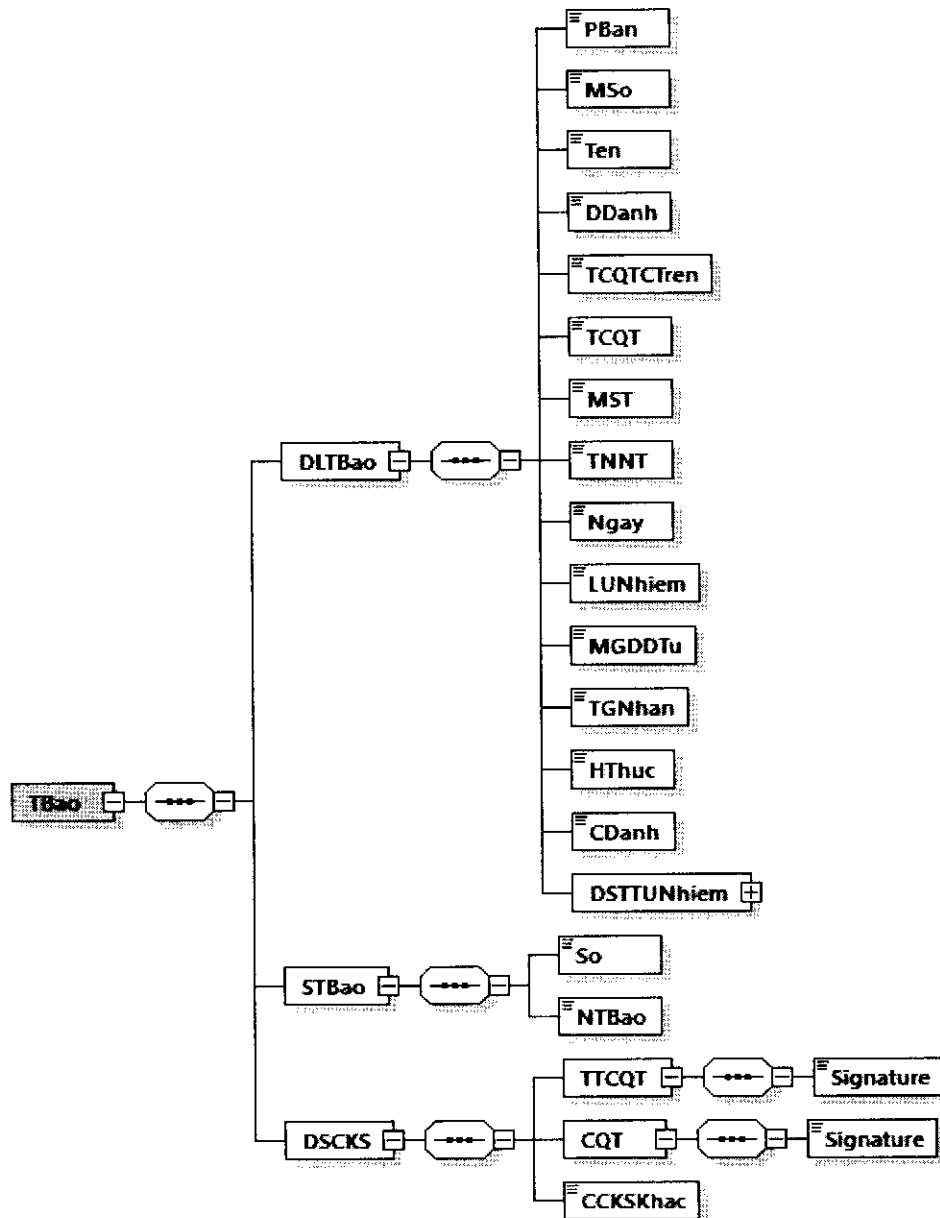 PBan
MSo
Ten
DDanh
TCQTCTren
TCQT
MST
DLTBao
TNNT
Ngay
LUNhiem
MGDDTu
TGNhan
HThuc
TBao
CDanh
DSTTUNhiem
So
STBao
NTBao
TTCQT
Signature
DSCKS
CQT
Signature
CCKSKhac